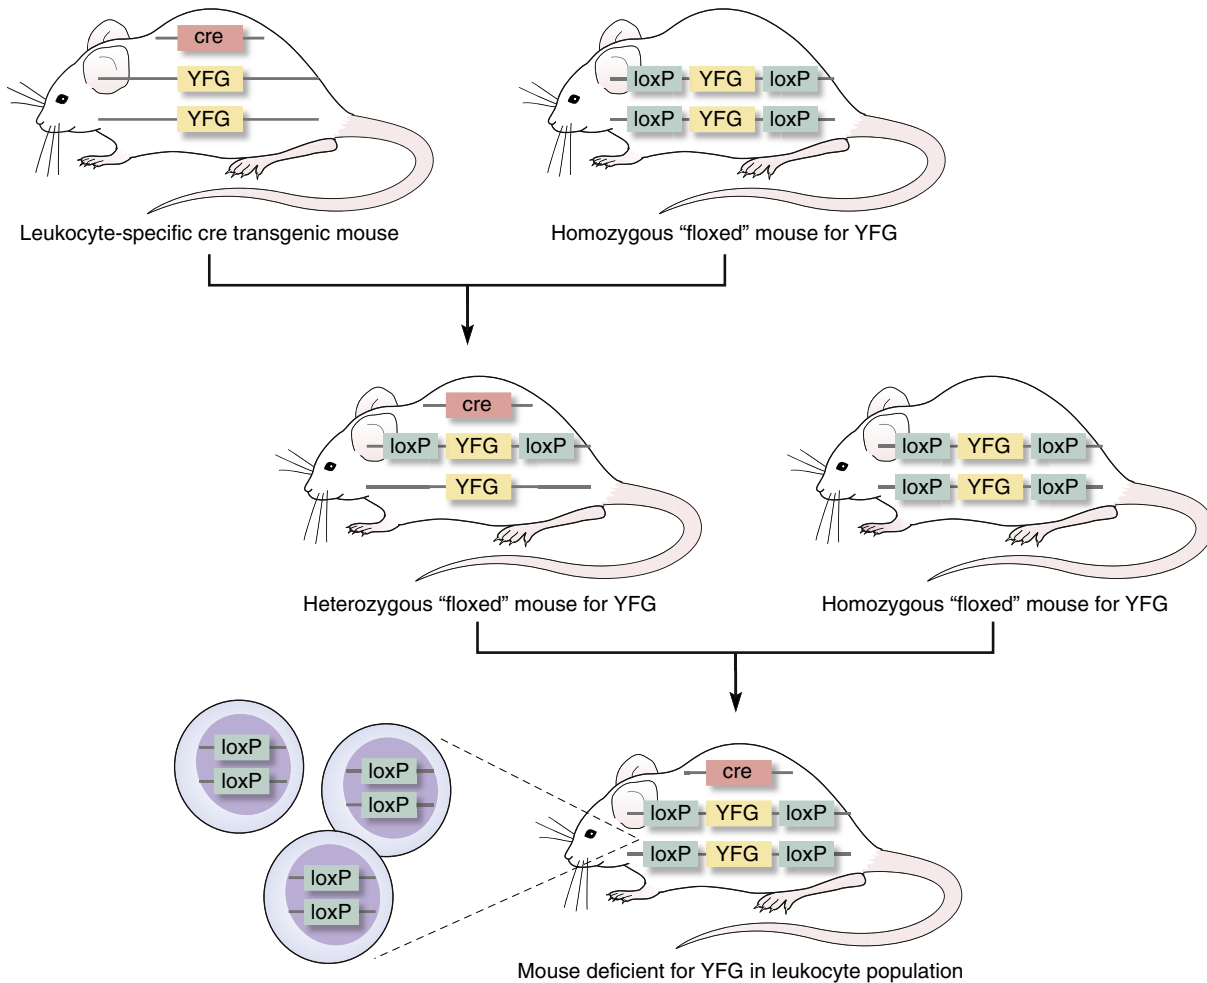 cre
YFG
YFG
loxP YFG loxP
loxP YFG loxP
Leukocyte-specific cre transgenic mouse
Homozygous “floxed” mouse for YFG
cre
loxP YFG loxP
YFG
loxP YFG loxP
loxP YFG loxP
Heterozygous “floxed” mouse for YFG
Homozygous “floxed” mouse for YFG
loxP
loxP
loxP
loxP
loxP
loxP
cre
loxP YFG loxP
loxP YFG loxP
Mouse deficient for YFG in leukocyte population